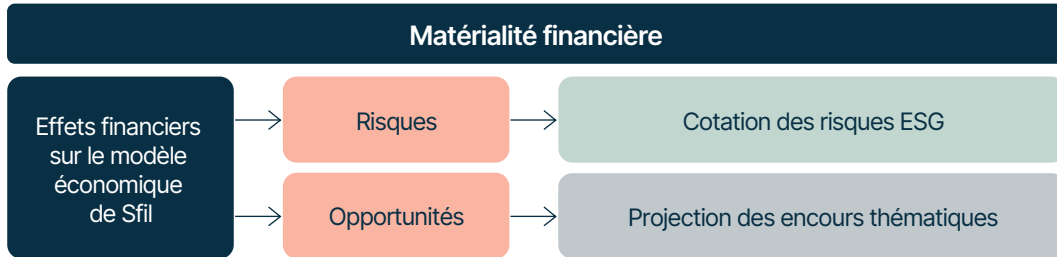 Matérialité financière
Effets financiers
sur le modèle
économique
de Sfil
Risques
Cotation des risques ESG
Opportunités
Projection des encours thématiques